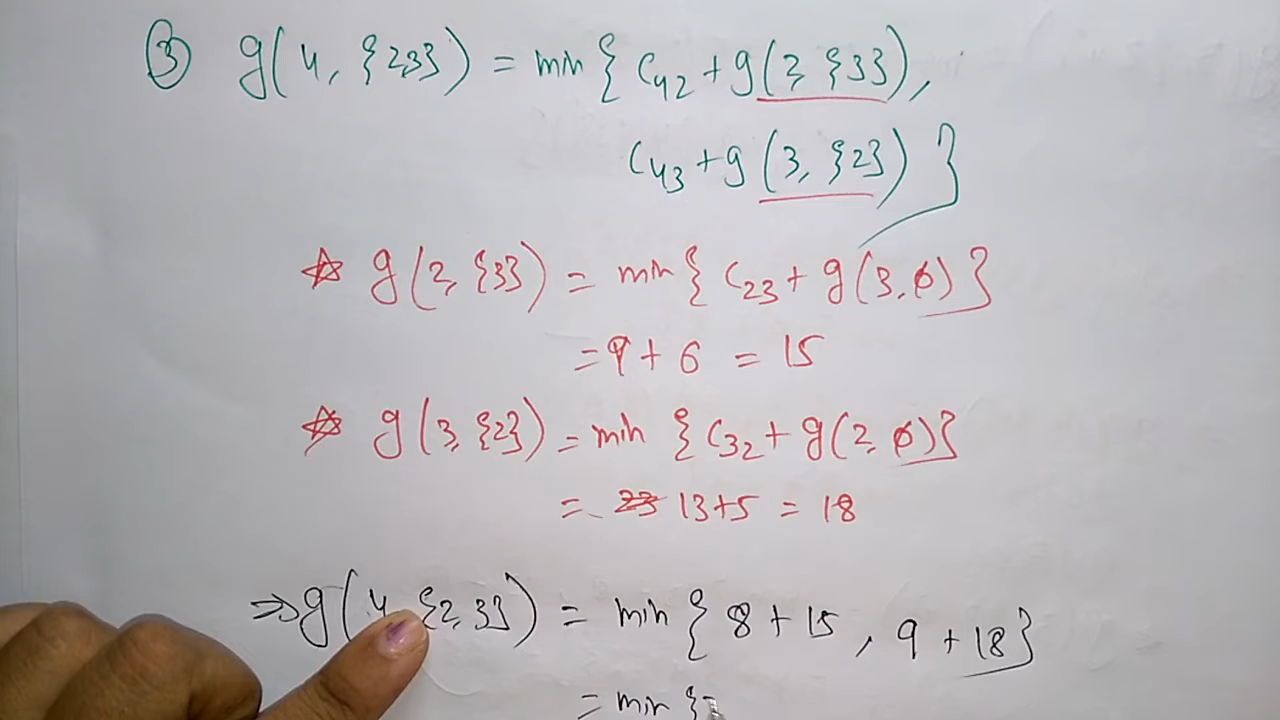 ③ g(4, {2,3}) = min { C42 + g(2, {3}),
C43 + g(3, {2}) }
☆ g(2, {3}) = min { C23 + g(3, ϕ) }
= 9 + 6 = 15
☆ g(3, {2}) = min { C32 + g(2, ϕ) }
= 13 + 5 = 18
⇒ g(4, {2,3}) = min { 8 + 15, 9 + 18 }
= min {